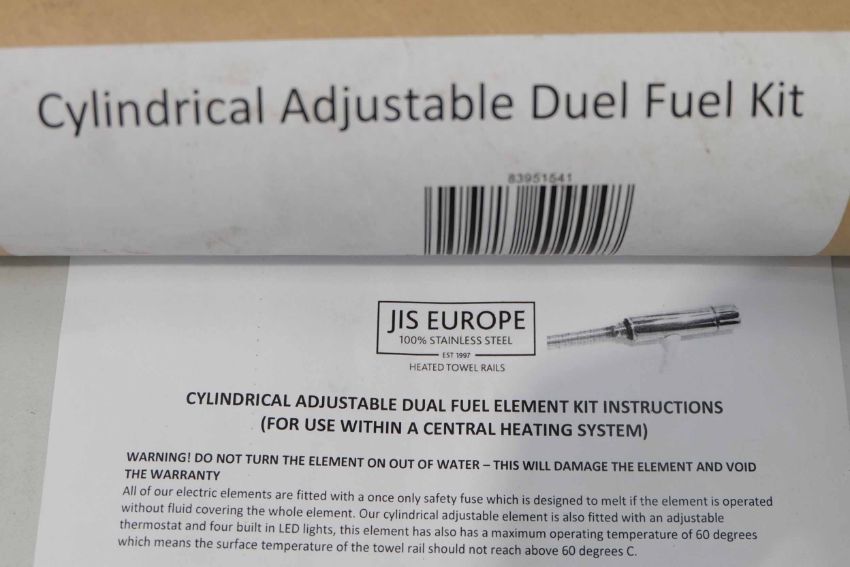 Cylindrical Adjustable Duel Fuel Kit
83951541
JIS EUROPE
100% STAINLESS STEEL
EST 1997
HEATED TOWEL RAILS
CYLINDRICAL ADJUSTABLE DUAL FUEL ELEMENT KIT INSTRUCTIONS
(FOR USE WITHIN A CENTRAL HEATING SYSTEM)
WARNING! DO NOT TURN THE ELEMENT ON OUT OF WATER – THIS WILL DAMAGE THE ELEMENT AND VOID
THE WARRANTY
All of our electric elements are fitted with a once only safety fuse which is designed to melt if the element is operated
without fluid covering the whole element. Our cylindrical adjustable element is also fitted with an adjustable
thermostat and four built in LED lights, this element has also has a maximum operating temperature of 60 degrees
which means the surface temperature of the towel rail should not reach above 60 degrees C.